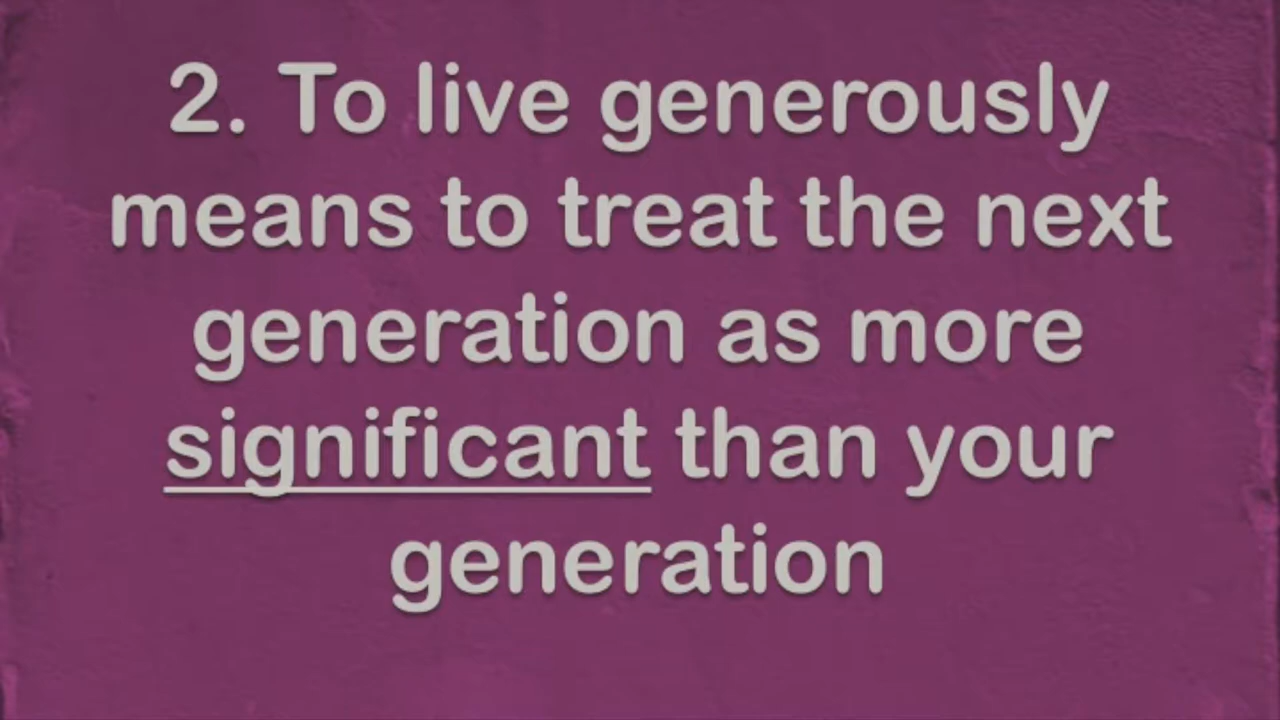 2. To live generously
means to treat the next
generation as more
significant than your
generation